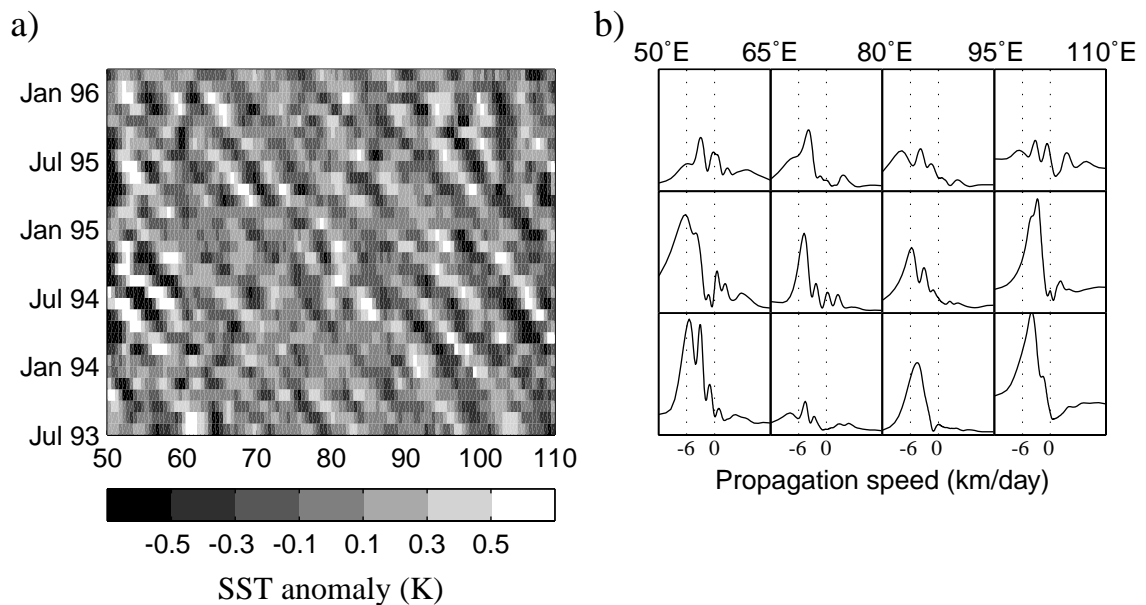 a)
Jan 96
Jul 95
Jan 95
Jul 94
Jan 94
Jul 93
50 60 70 80 90 100 110
-0.5 -0.3 -0.1 0.1 0.3 0.5
SST anomaly (K)
b)
50°E 65°E 80°E 95°E 110°E
-6 0 -6 0 -6 0 -6 0
Propagation speed (km/day)